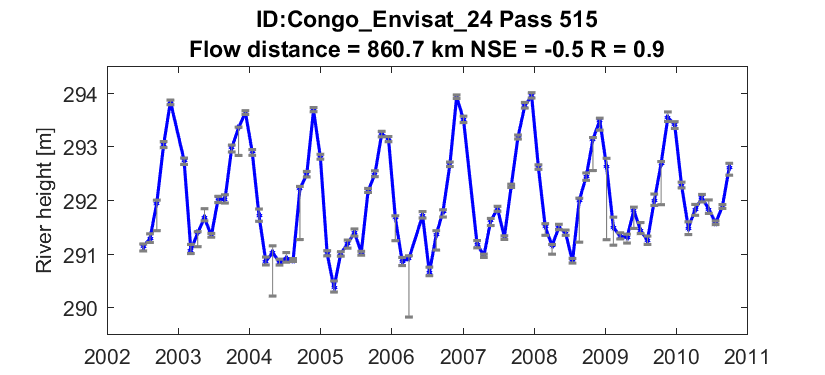 ID:Congo_Envisat_24 Pass 515
Flow distance = 860.7 km NSE = -0.5 R = 0.9
River height [m]
294
293
292
291
290
2002 2003 2004 2005 2006 2007 2008 2009 2010 2011